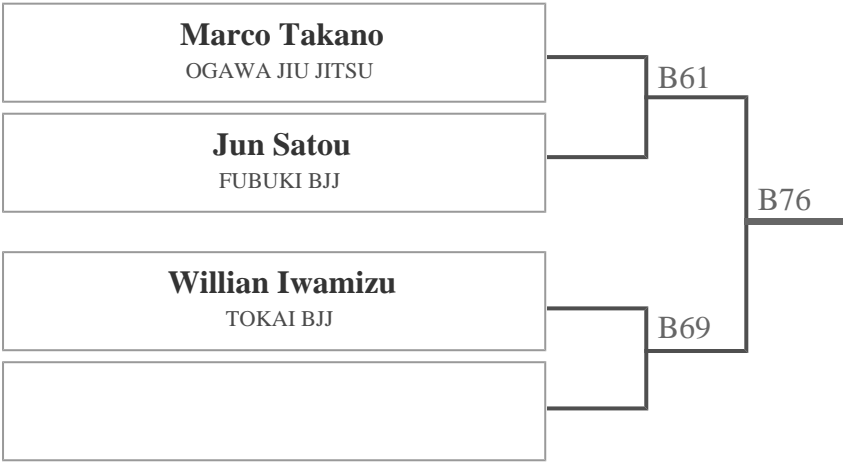 Marco Takano
OGAWA JIU JITSU
B61
Jun Satou
FUBUKI BJJ
B76
Willian Iwamizu
TOKAI BJJ
B69